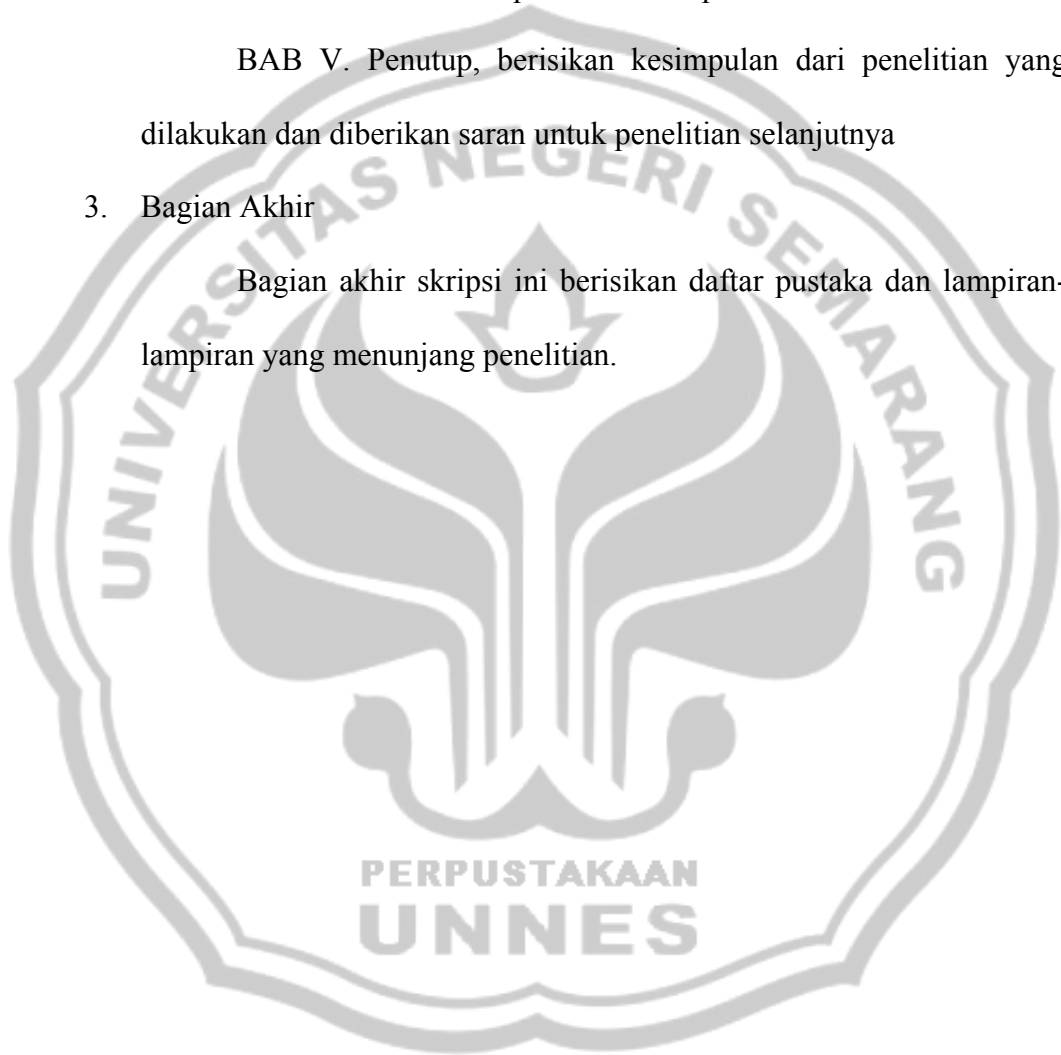 BAB V. Penutup, berisikan kesimpulan dari penelitian yang
dilakukan dan diberikan saran untuk penelitian selanjutnya
3. Bagian Akhir
Bagian akhir skripsi ini berisikan daftar pustaka dan lampiran-
lampiran yang menunjang penelitian.
UNIVERSITAS NEGERI SEMARANG
PERPUSTAKAAN
UNNES